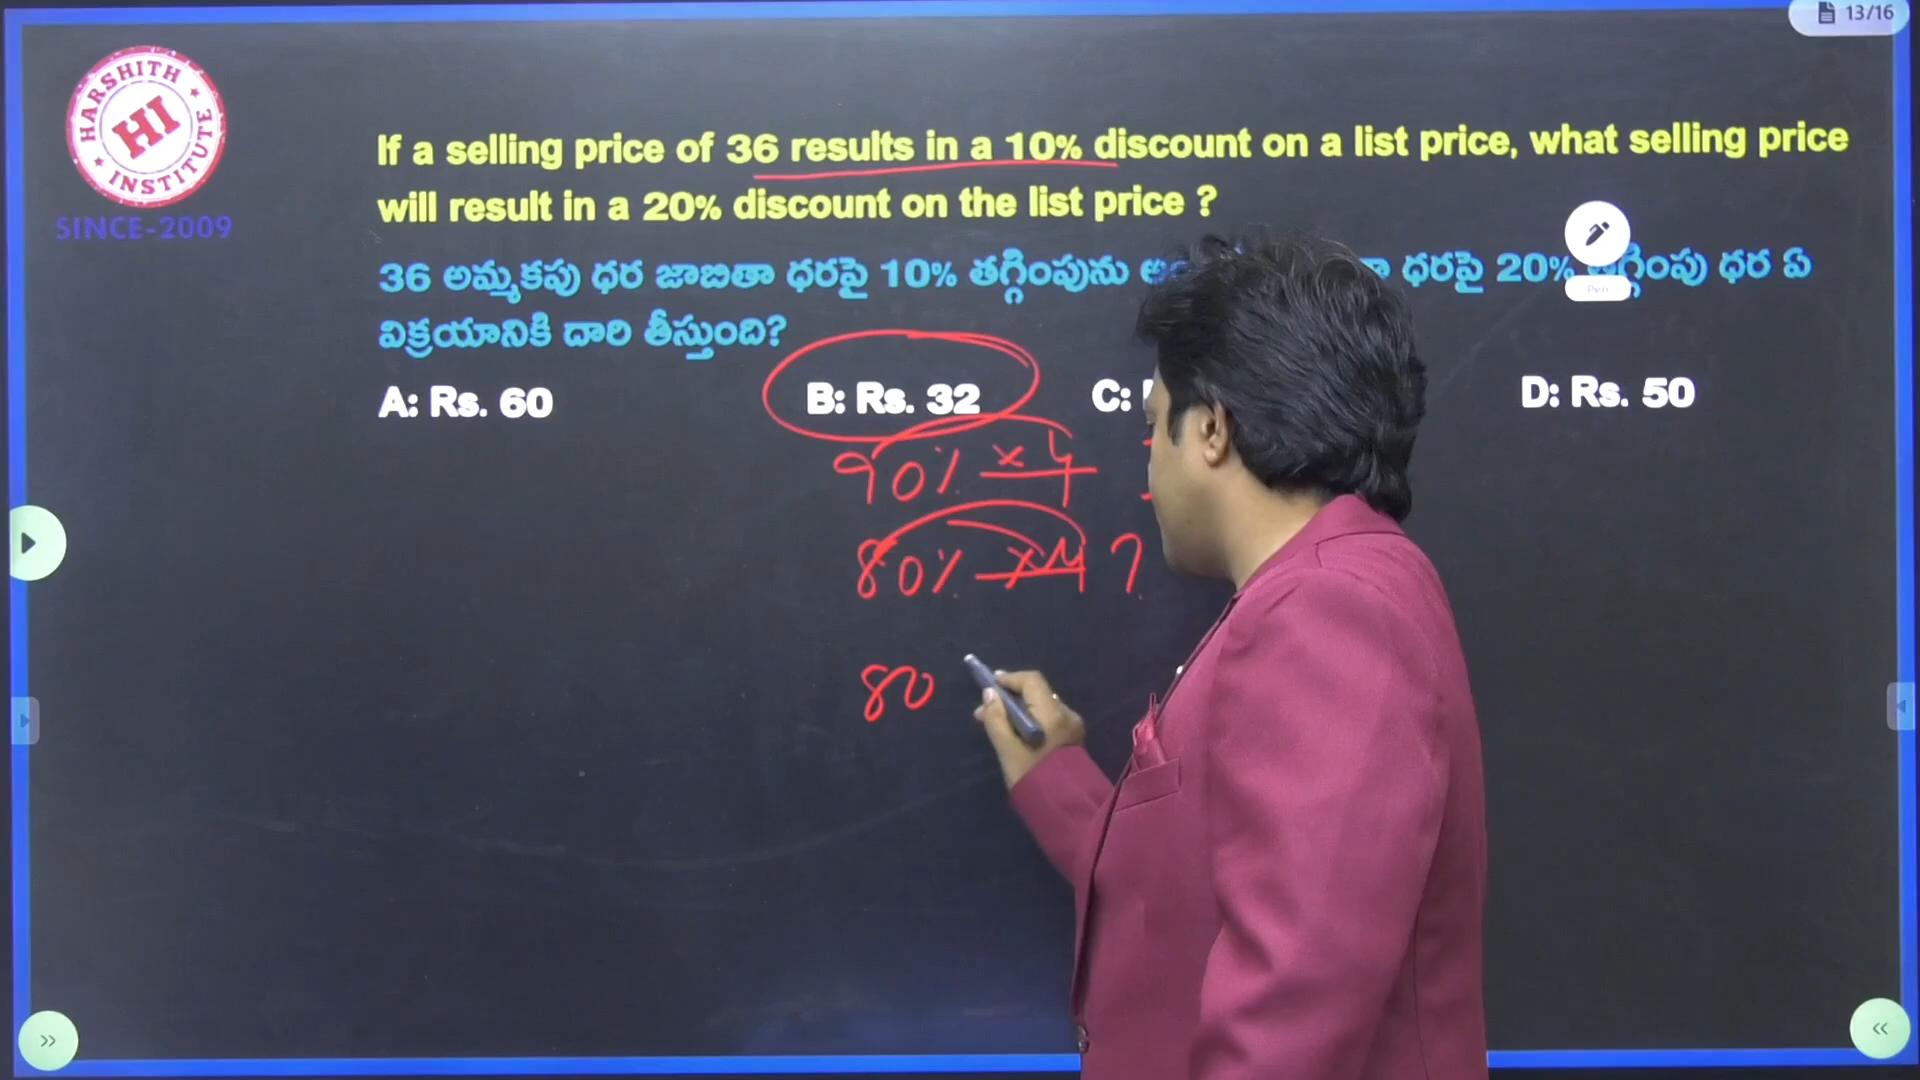 13/16
HARSHITH
HI
INSTITUTE
SINCE-2009
If a selling price of 36 results in a 10% discount on a list price, what selling price
will result in a 20% discount on the list price ?
36 అమ్మకపు ధర జాబితా ధరపై 10% తగ్గింపును ధరపై 20% తగ్గింపు ధర ఏ
విక్రయానికి దారి తీస్తుంది?
Pen
A: Rs. 60 B: Rs. 32 C: D: Rs. 50
90% × 4
80% ×4 ?
80